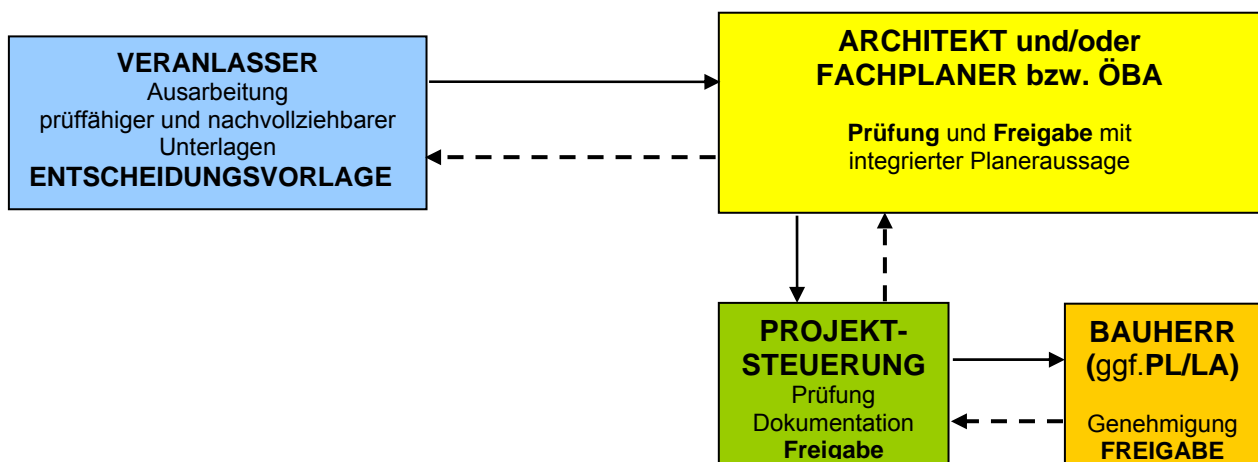 VERANLASSER
Ausarbeitung
prüffähiger und nachvollziehbarer
Unterlagen
ENTSCHEIDUNGSVORLAGE
ARCHITEKT und/oder
FACHPLANER bzw. ÖBA
Prüfung und Freigabe mit
integrierter Planeraussage
PROJEKT-
STEUERUNG
Prüfung
Dokumentation
Freigabe
BAUHERR
(ggf.PL/LA)
Genehmigung
FREIGABE